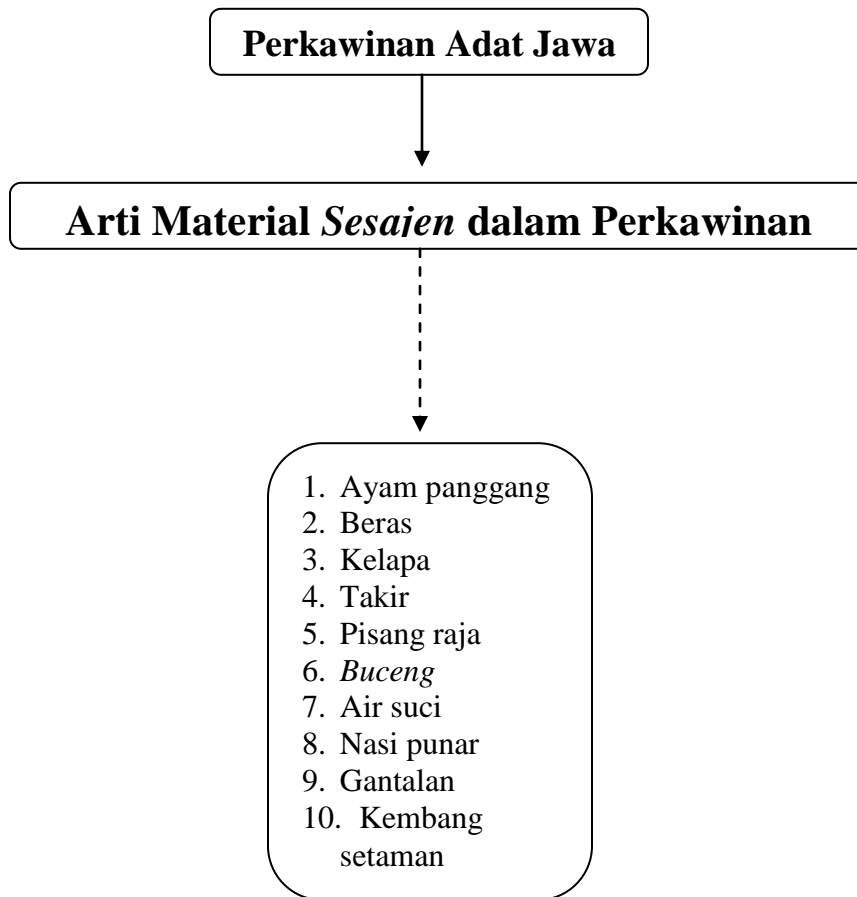 Perkawinan Adat Jawa
Arti Material Sesajen dalam Perkawinan
1. Ayam panggang
2. Beras
3. Kelapa
4. Takir
5. Pisang raja
6. Buceng
7. Air suci
8. Nasi punar
9. Gantalan
10. Kembang
setaman